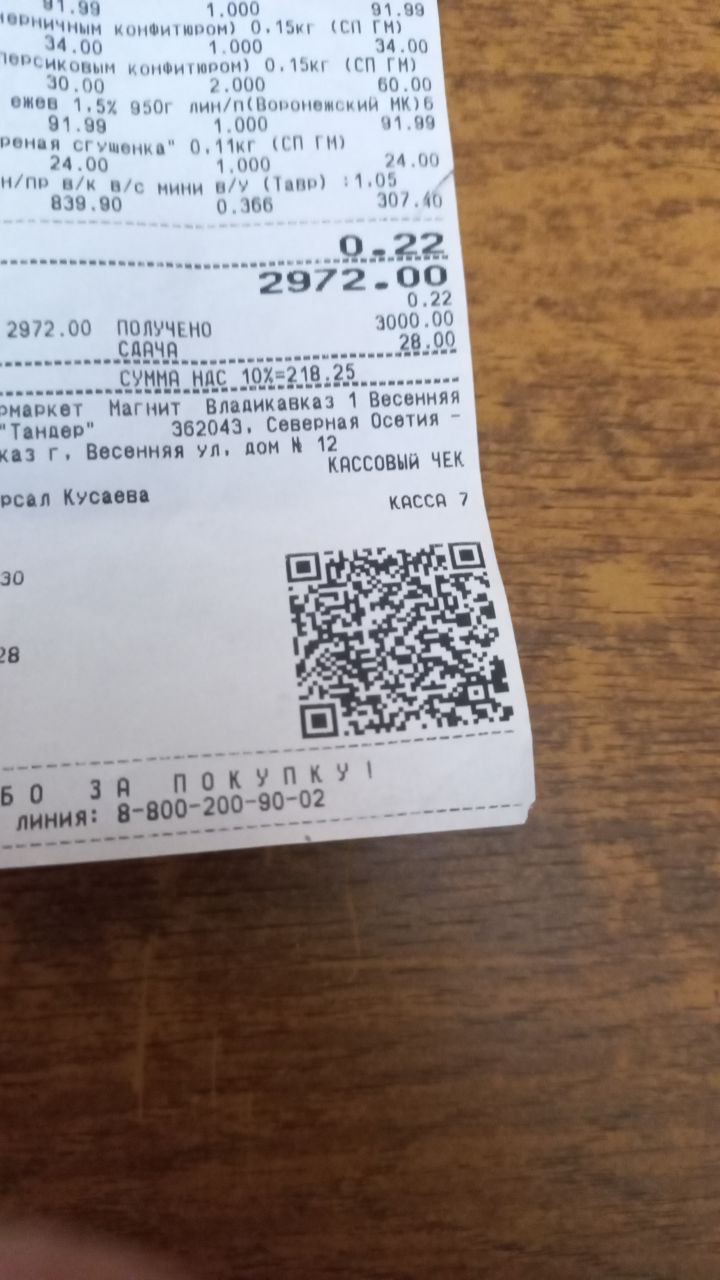 91.99 1.000 91.99
ерничным конфитюром) 0.15кг (СП ГМ)
34.00 1.000 34.00
персиковым конфитюром) 0.15кг (СП ГМ)
30.00 2.000 60.00
ежев 1.5% 950г лин/п(Воронежский МК)6
91.99 1.000 91.99
реная сгущенка" 0.11кг (СП ГМ)
24.00 1.000 24.00
н/пр в/к в/с мини в/у (Тавр) :1.05
839.90 0.366 307.40
0.22
2972.00
0.22
2972.00 ПОЛУЧЕНО 3000.00
СДАЧА 28.00
СУММА НДС 10%=218.25
рмаркет Магнит Владикавказ 1 Весенняя
"Тандер" 362043, Северная Осетия –
каз г, Весенняя ул, дом № 12
КАССОВЫЙ ЧЕК
рсал Кусаева КАССА 7
30
28
БО ЗА ПОКУПКУ!
ЛИНИЯ: 8-800-200-90-02